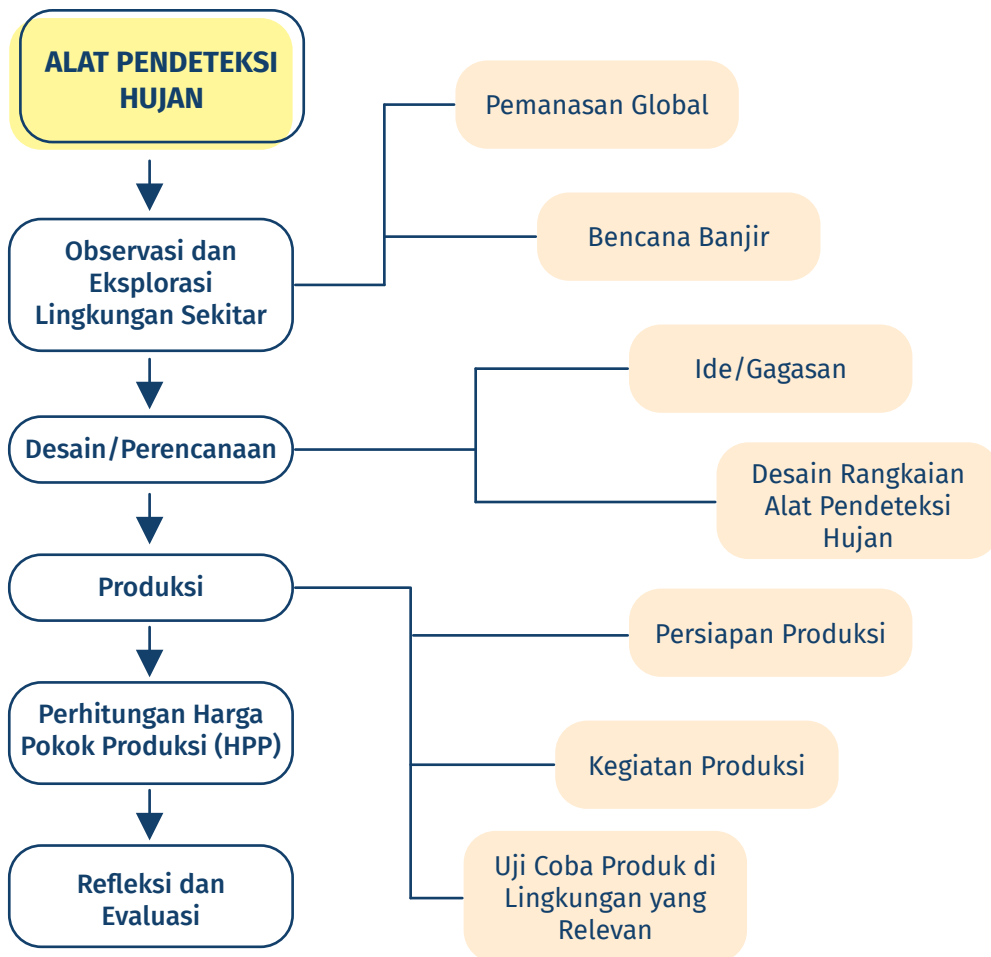 ALAT PENDETEKSI
HUJAN
Pemanasan Global
Bencana Banjir
Observasi dan
Eksplorasi
Lingkungan Sekitar
Ide/Gagasan
Desain/Perencanaan
Desain Rangkaian
Alat Pendeteksi
Hujan
Produksi
Persiapan Produksi
Kegiatan Produksi
Uji Coba Produk di
Lingkungan yang
Relevan
Perhitungan Harga
Pokok Produksi (HPP)
Refleksi dan
Evaluasi